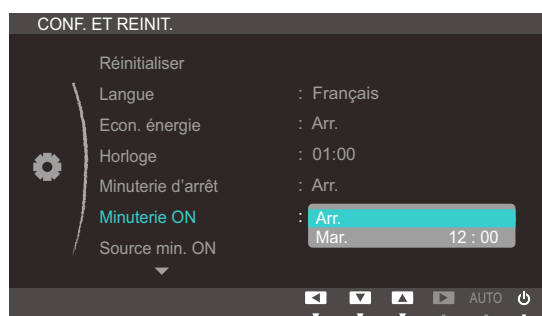 CONF. ET REINIT.
Réinitialiser
Langue : Français
Econ. énergie : Arr.
Horloge : 01:00
Minuterie d'arrêt : Arr.
Minuterie ON : Arr.
Mar. 12 : 00
Source min. ON
AUTO